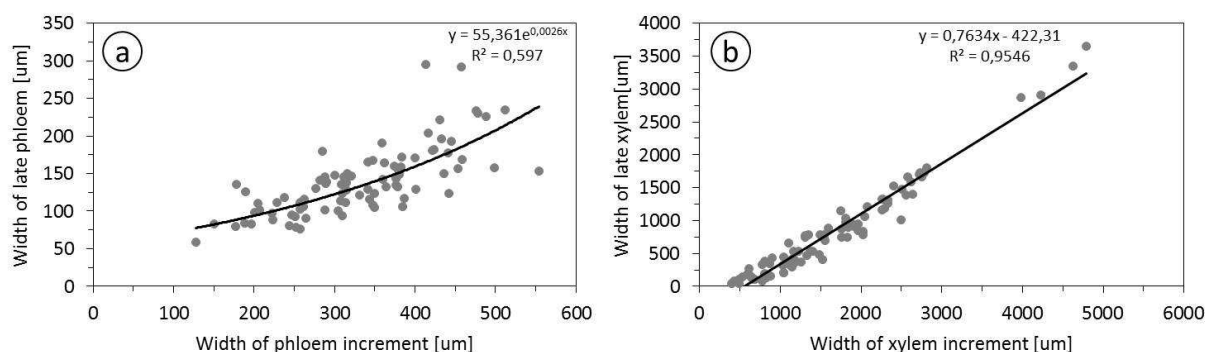 a
y = 55,361e^0,0026x
R² = 0,597
Width of late phloem [um]
350
300
250
200
150
100
50
0
0 100 200 300 400 500 600
Width of phloem increment [um]
b
y = 0,7634x - 422,31
R² = 0,9546
Width of late xylem[um]
4000
3500
3000
2500
2000
1500
1000
500
0
0 1000 2000 3000 4000 5000 6000
Width of xylem increment [um]